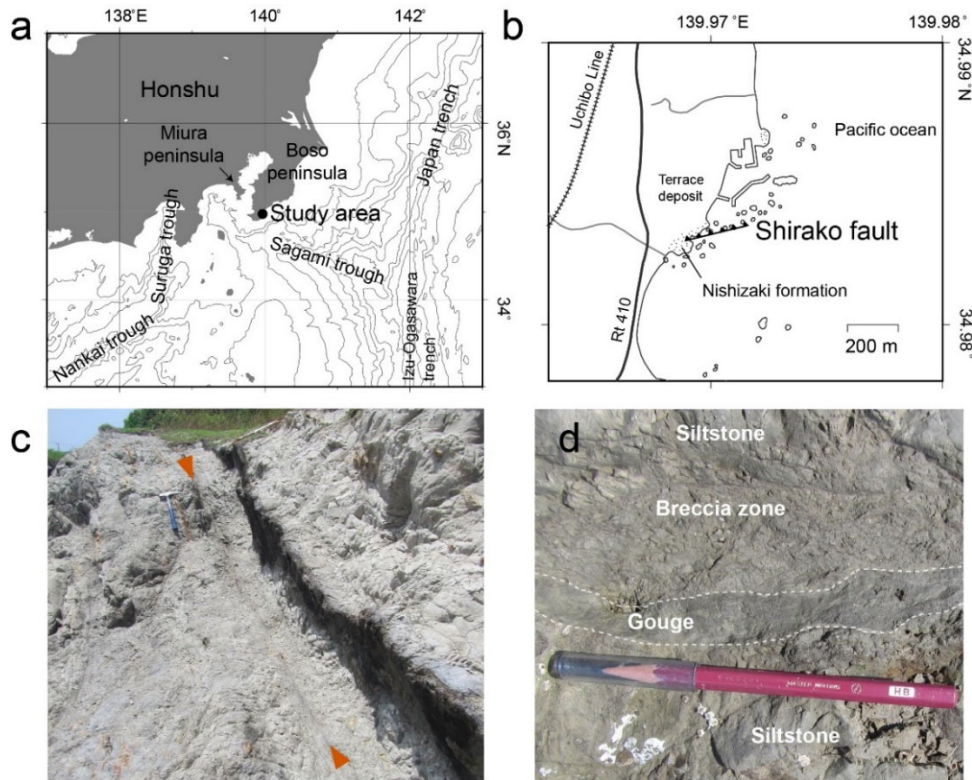 a
138°E
140°
142°
Honshu
Miura
peninsula
Boso
peninsula
Study area
Japan trench
36°N
34°
Suruga trough
Sagami trough
Nankai trough
Izu-Ogasawara
trench
b
139.97°E
139.98°
34.99°N
34.98°
Uchibo Line
Pacific ocean
Terrace
deposit
Shirako fault
Nishizaki formation
Rt 410
200 m
c
d
Siltstone
Breccia zone
Gouge
HB
Siltstone